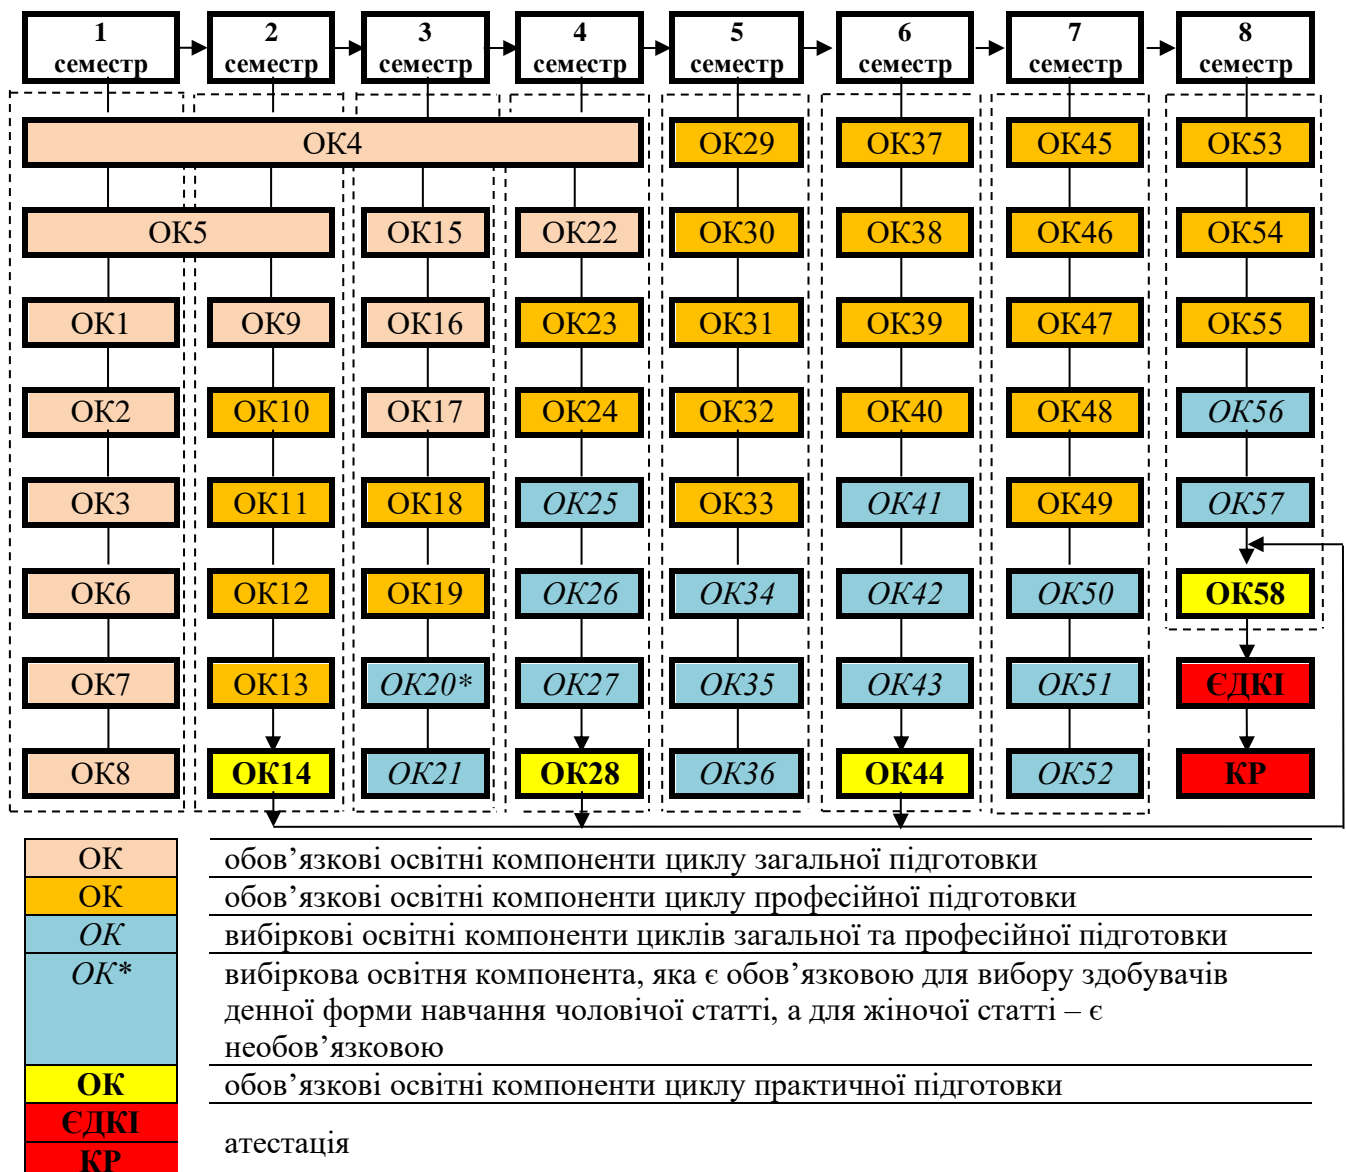 1 2 3 4 5 6 7 8
семестр семестр семестр семестр семестр семестр семестр семестр
ОК4 ОК29 ОК37 ОК45 ОК53
ОК5 ОК15 ОК22 ОК30 ОК38 ОК46 ОК54
ОК1 ОК9 ОК16 ОК23 ОК31 ОК39 ОК47 ОК55
ОК2 ОК10 ОК17 ОК24 ОК32 ОК40 ОК48 ОК56
ОК3 ОК11 ОК18 ОК25 ОК33 ОК41 ОК49 ОК57
ОК6 ОК12 ОК19 ОК26 ОК34 ОК42 ОК50 ОК58
ОК7 ОК13 ОК20* ОК27 ОК35 ОК43 ОК51 ЄДКІ
ОК8 ОК14 ОК21 ОК28 ОК36 ОК44 ОК52 КР
ОК обов’язкові освітні компоненти циклу загальної підготовки
ОК обов’язкові освітні компоненти циклу професійної підготовки
ОК вибіркові освітні компоненти циклів загальної та професійної підготовки
ОК* вибіркова освітня компонента, яка є обов’язковою для вибору здобувачів
денної форми навчання чоловічої статті, а для жіночої статті – є
необов’язковою
ОК обов’язкові освітні компоненти циклу практичної підготовки
ЄДКІ
атестація
КР